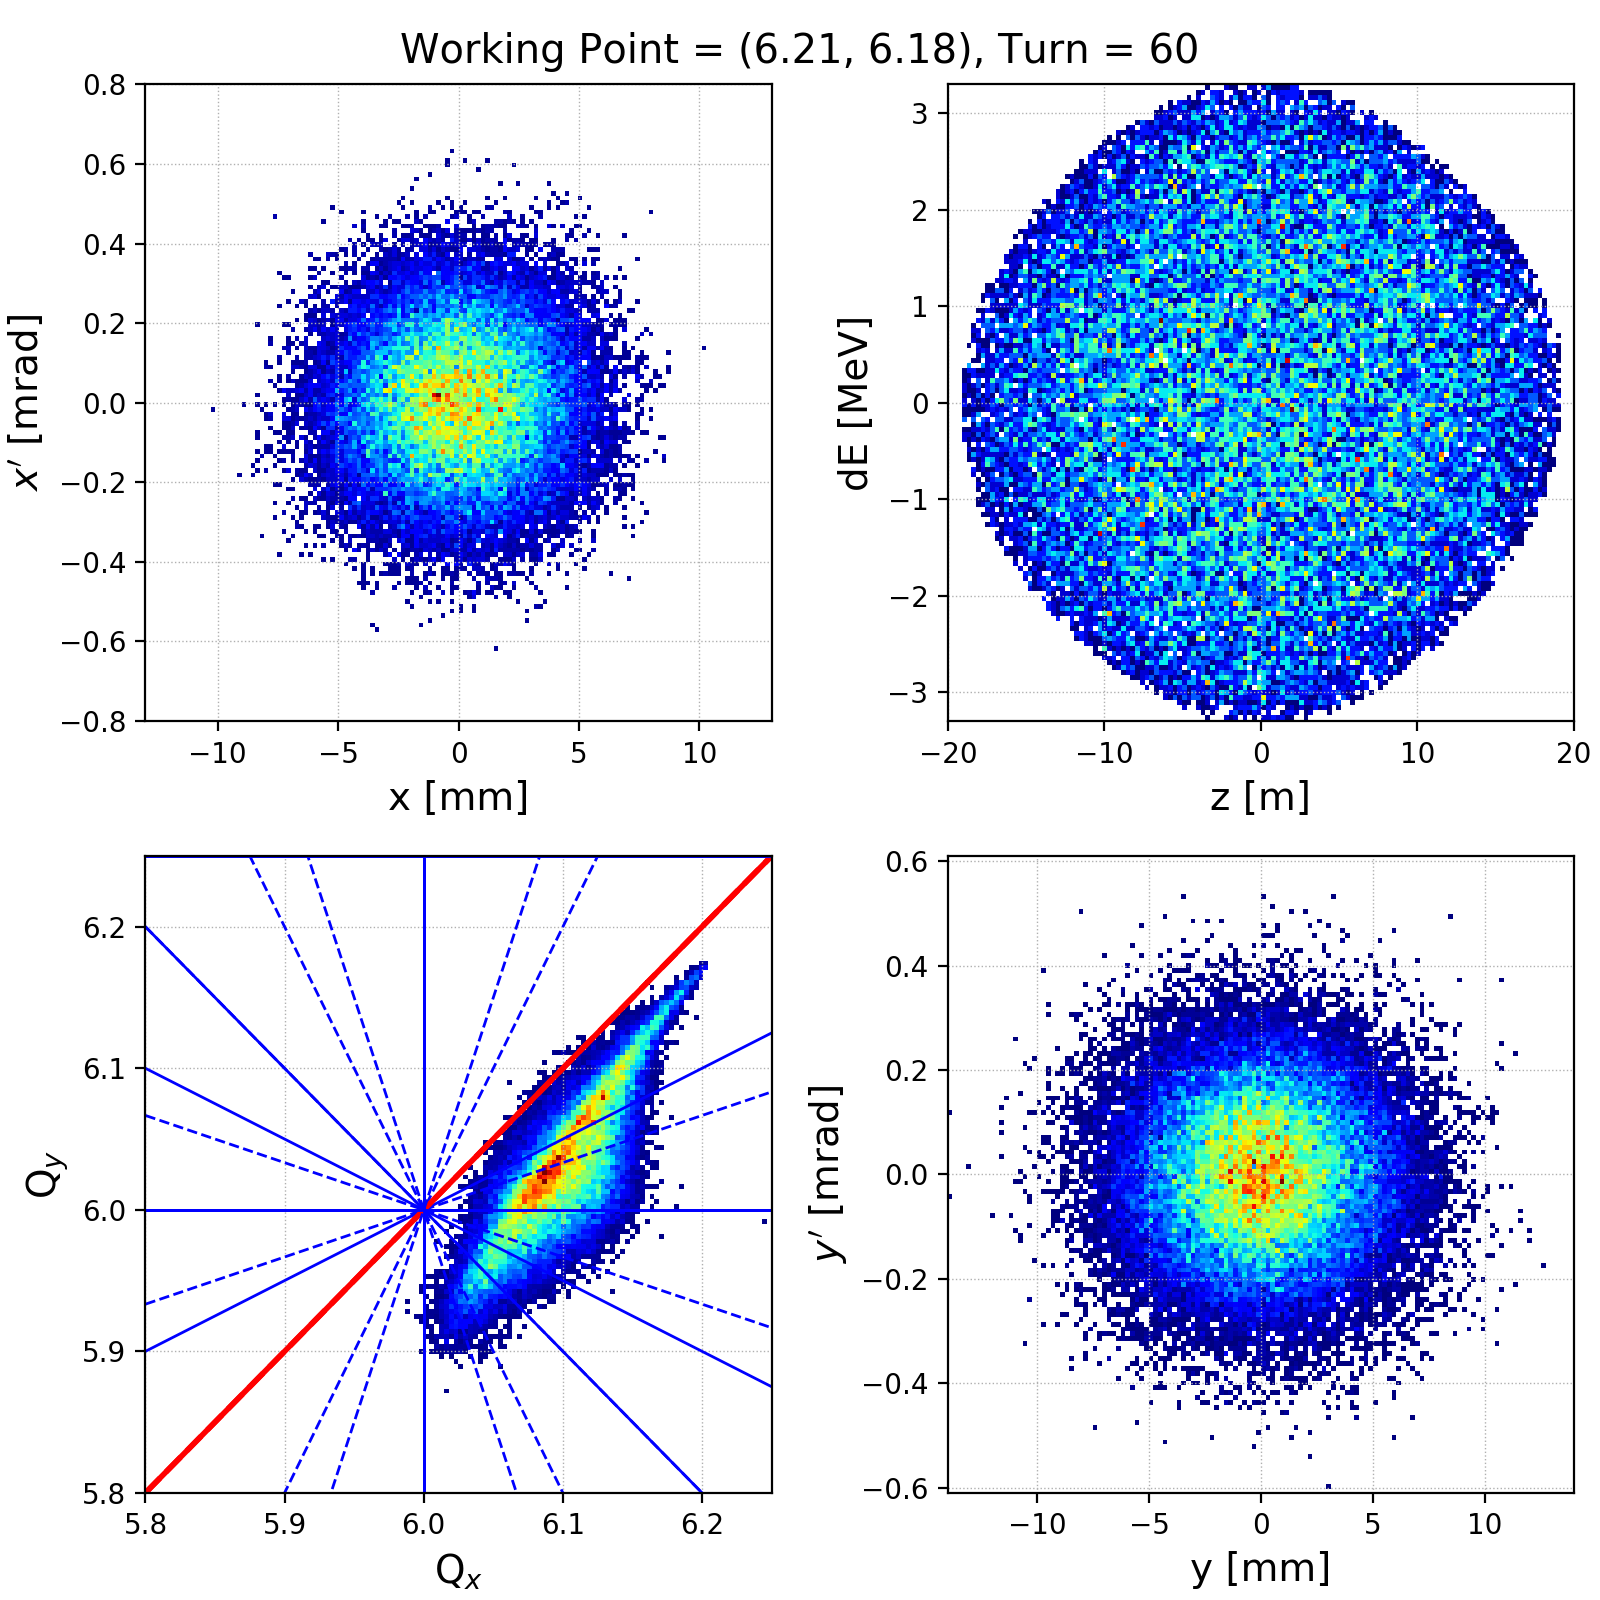 Working Point = (6.21, 6.18), Turn = 60
0.8
0.6
0.4
0.2
0.0
−0.2
−0.4
−0.6
−0.8
x′ [mrad]
−10 −5 0 5 10
x [mm]
3
2
1
0
−1
−2
−3
dE [MeV]
−20 −10 0 10 20
z [m]
6.2
6.1
6.0
5.9
5.8
Qy
5.8 5.9 6.0 6.1 6.2
Qx
0.6
0.4
0.2
0.0
−0.2
−0.4
−0.6
y′ [mrad]
−10 −5 0 5 10
y [mm]